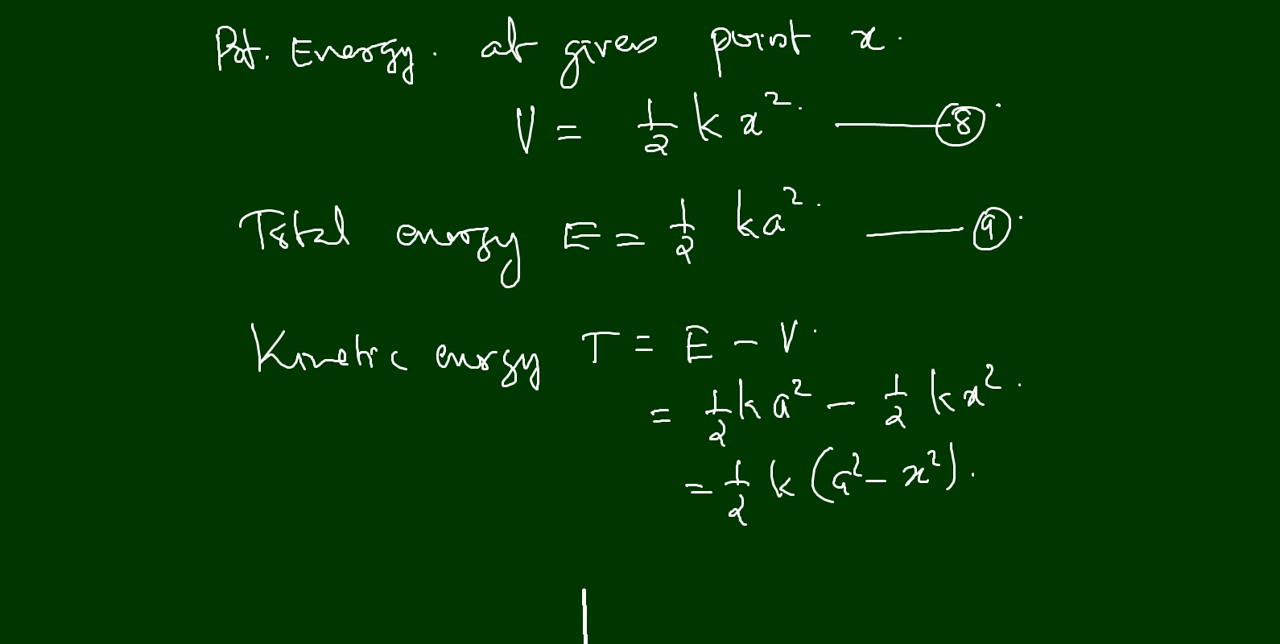 Pot. Energy. at given point x.
V = 1/2 k x². —— ⑧
Total energy E = 1/2 ka². —— ⑨
Kinetic energy T = E - V.
= 1/2 ka² - 1/2 kx².
= 1/2 k (a² - x²).